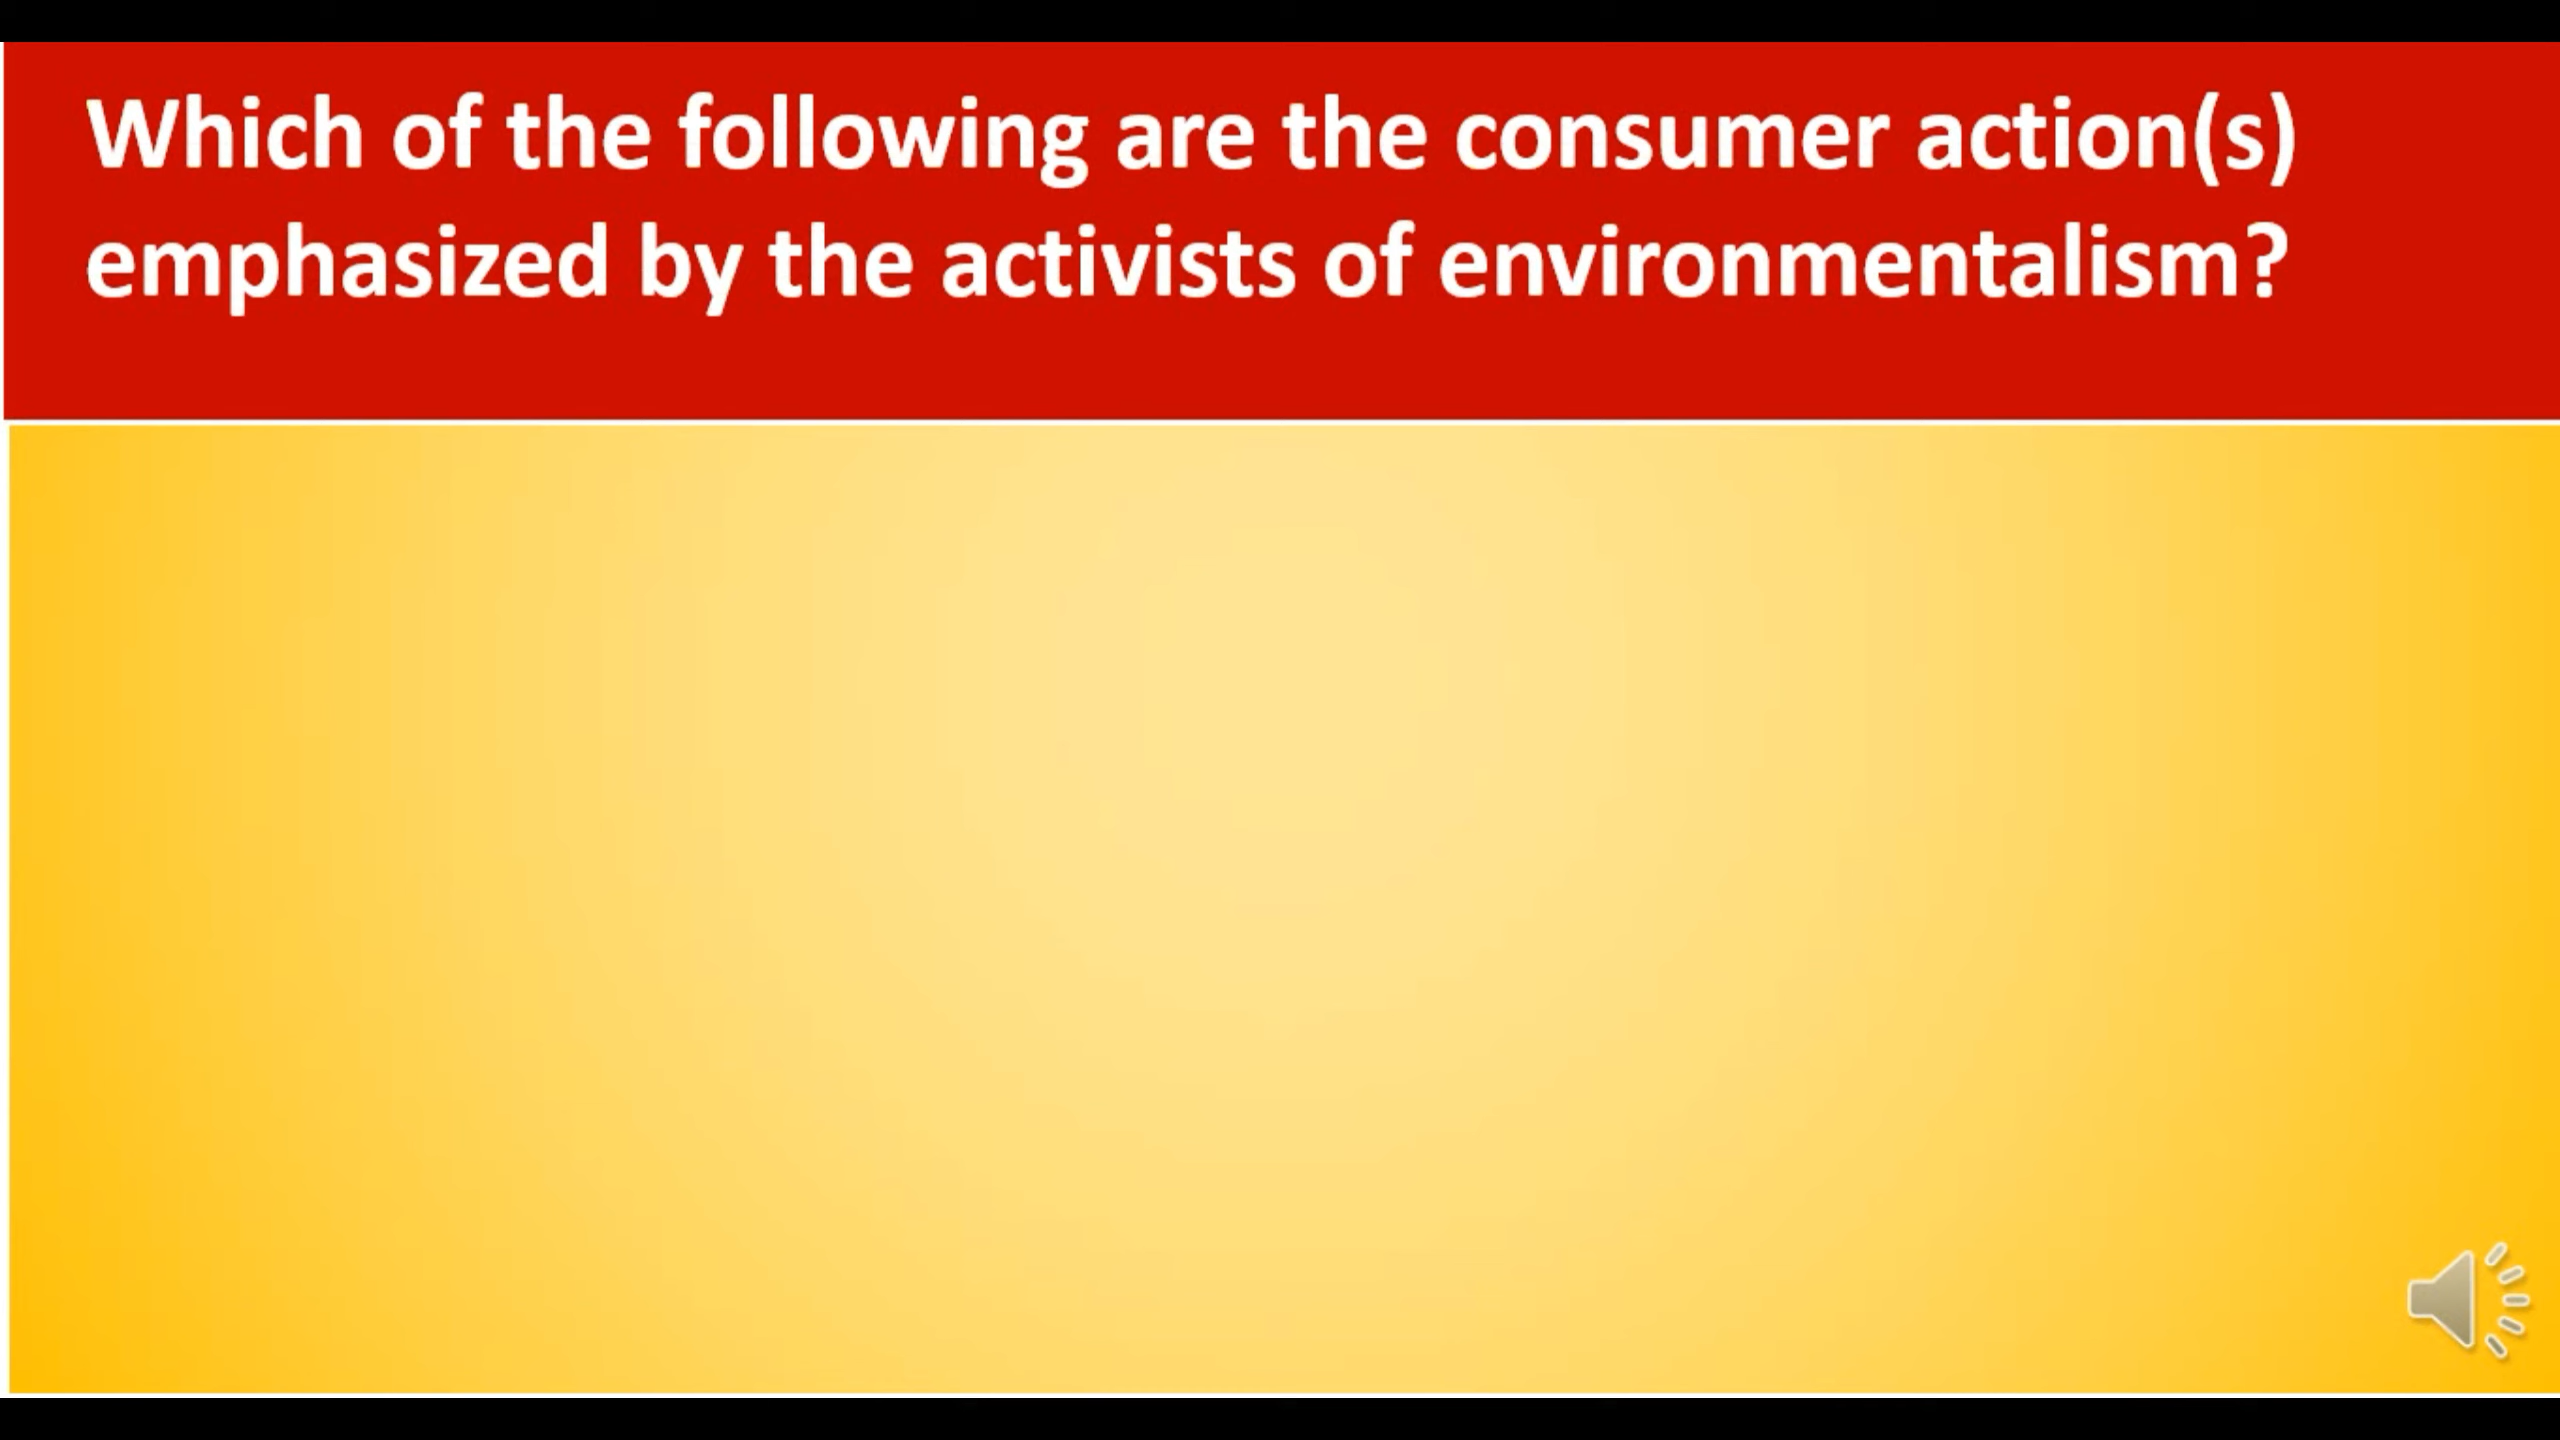 Which of the following are the consumer action(s)
emphasized by the activists of environmentalism?